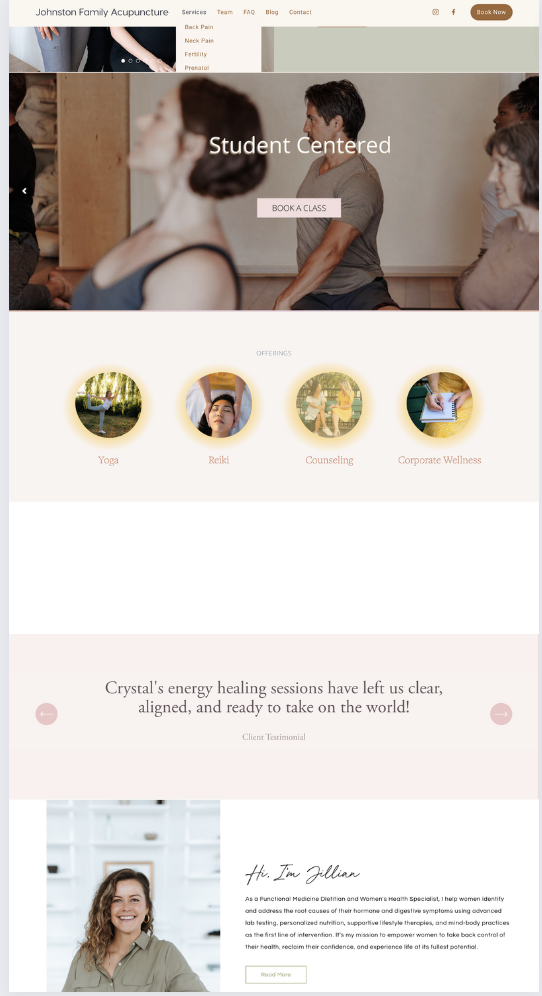 Johnston Family Acupuncture Services Team FAQ Blog Contact Book Now
Back Pain
Neck Pain
Fertility
Prenatal
Student Centered
BOOK A CLASS
OFFERINGS
Yoga Reiki Counseling Corporate Wellness
Crystal's energy healing sessions have left us clear,
aligned, and ready to take on the world!
Client Testimonial
Hi, I'm Jillian
As a Functional Medicine Dietitian and Women's Health Specialist, I help women identify
and address the root causes of their hormone and digestive symptoms using advanced
lab testing, personalized nutrition, supportive lifestyle therapies, and mind-body practices
as the first line of intervention. It's my mission to empower women to take back control of
their health, reclaim their confidence, and experience life at its fullest potential.
Read More